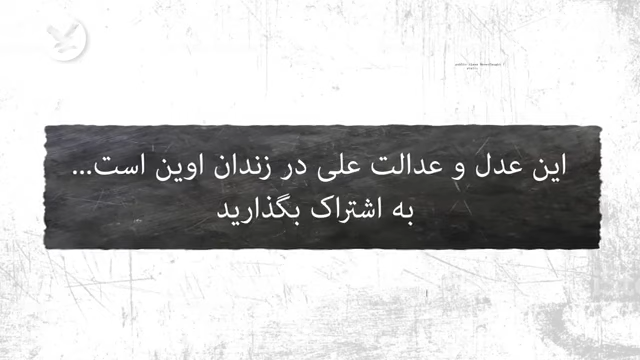 این عدل و عدالت علی در زندان اوین است...
به اشتراک بگذارید